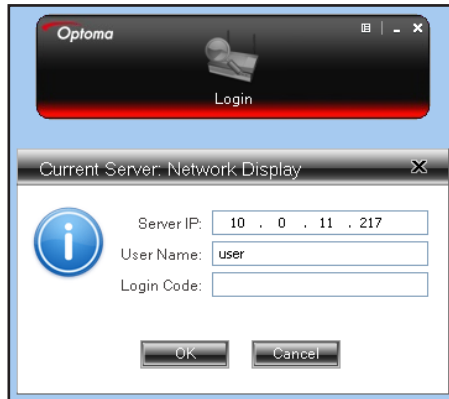 Optoma
Login
Current Server: Network Display
Server IP: 10 . 0 . 11 . 217
User Name: user
Login Code:
OK Cancel